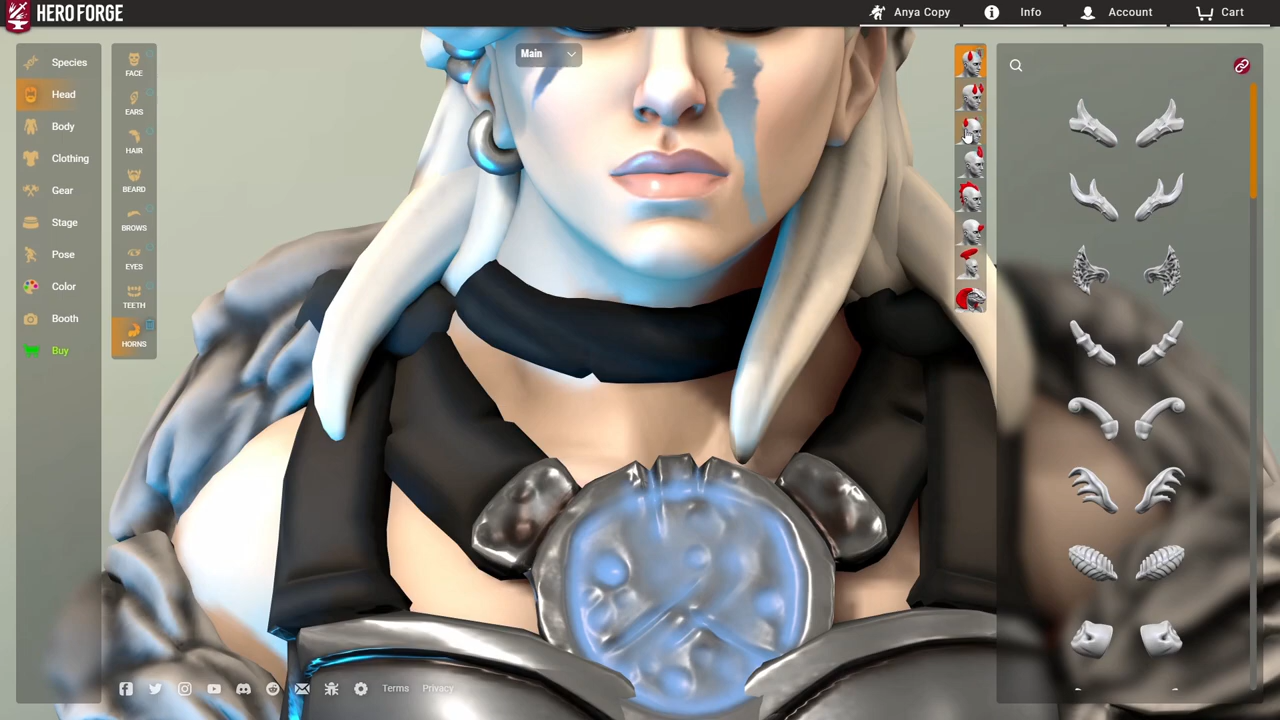 HERO FORGE
Anya Copy
Info
Account
Cart
Main
Species
Head
Body
Clothing
Gear
Stage
Pose
Color
Booth
Buy
FACE
EARS
HAIR
BEARD
BROWS
EYES
TEETH
HORNS
Terms
Privacy